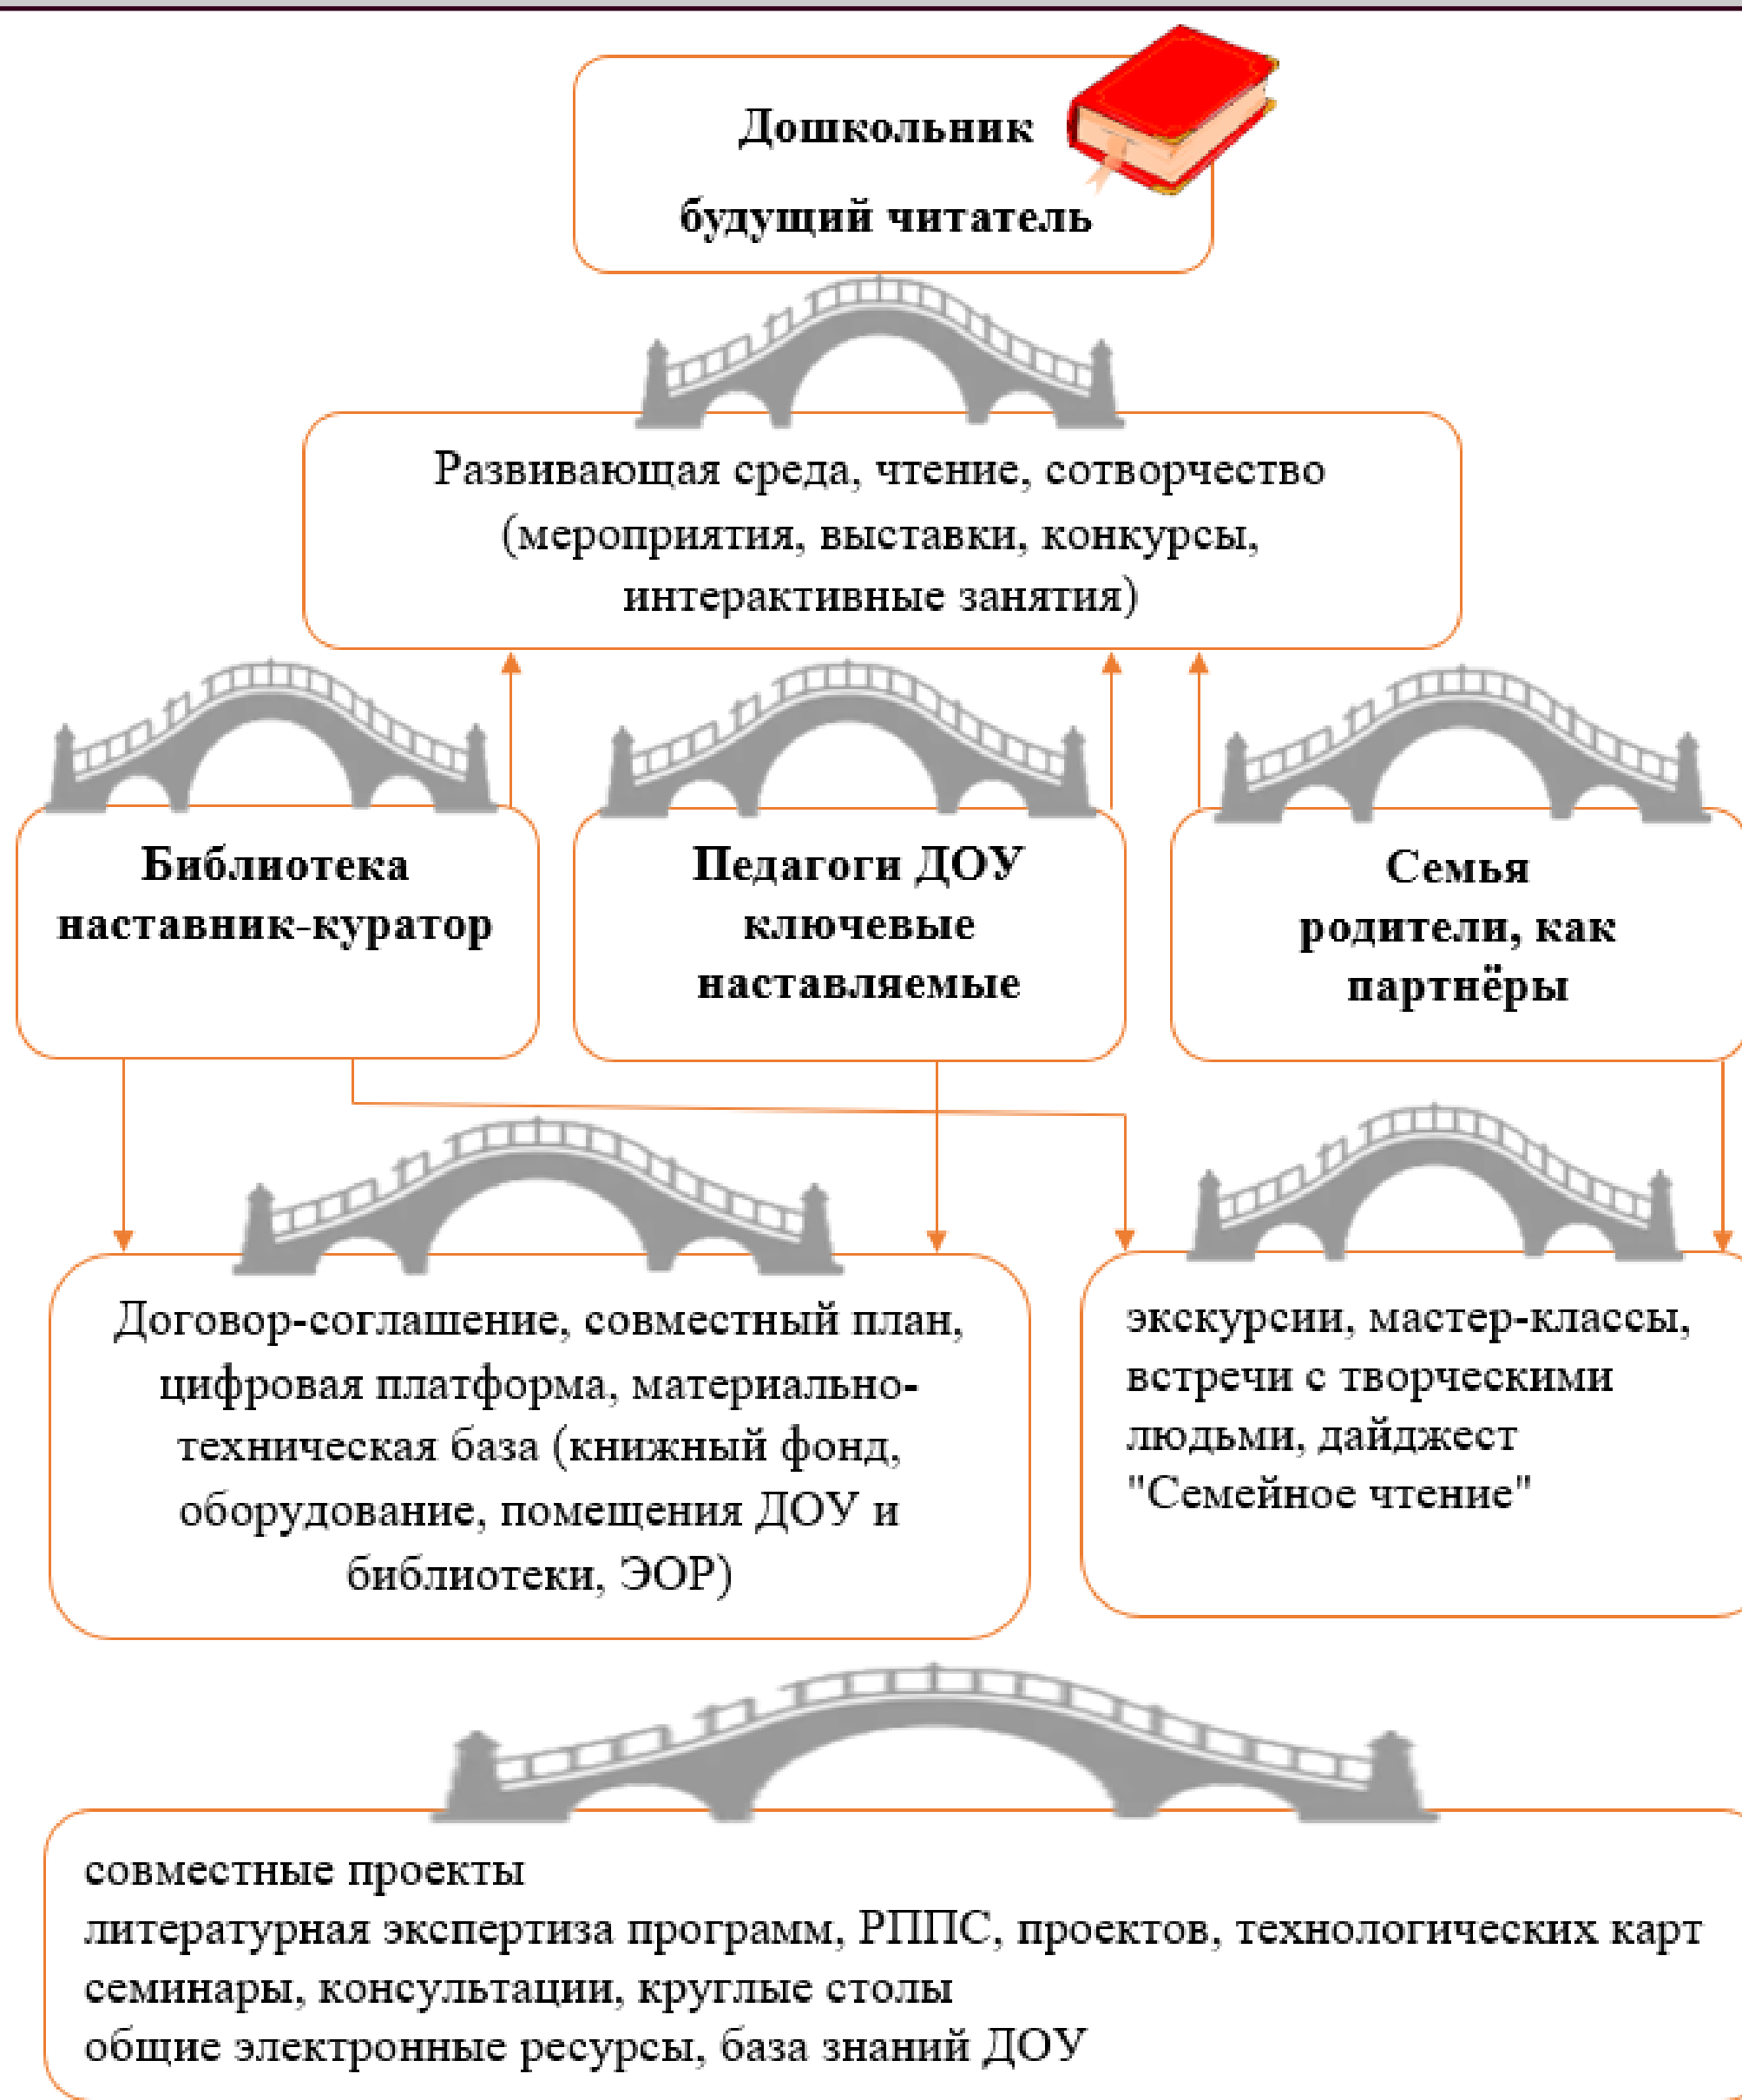 Дошкольник
будущий читатель
Развивающая среда, чтение, сотворчество
(мероприятия, выставки, конкурсы,
интерактивные занятия)
Библиотека
наставник-куратор
Педагоги ДОУ
ключевые
наставляемые
Семья
родители, как
партнёры
Договор-соглашение, совместный план,
цифровая платформа, материально-
техническая база (книжный фонд,
оборудование, помещения ДОУ и
библиотеки, ЭОР)
экскурсии, мастер-классы,
встречи с творческими
людьми, дайджест
"Семейное чтение"
совместные проекты
литературная экспертиза программ, РППС, проектов, технологических карт
семинары, консультации, круглые столы
общие электронные ресурсы, база знаний ДОУ